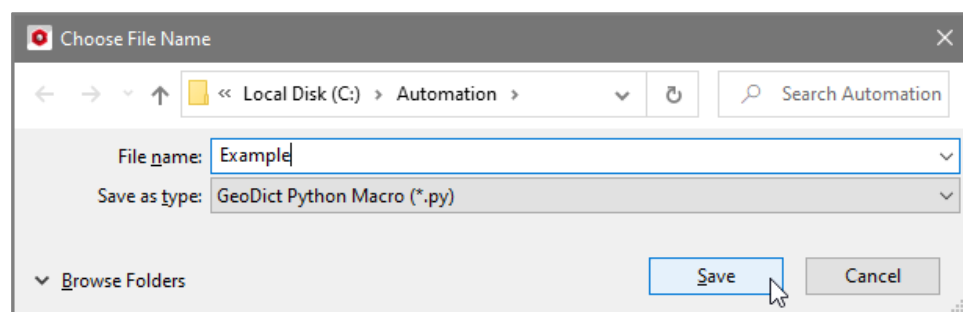 Choose File Name
« Local Disk (C:) › Automation › Search Automation
File name: Example
Save as type: GeoDict Python Macro (*.py)
Browse Folders Save Cancel